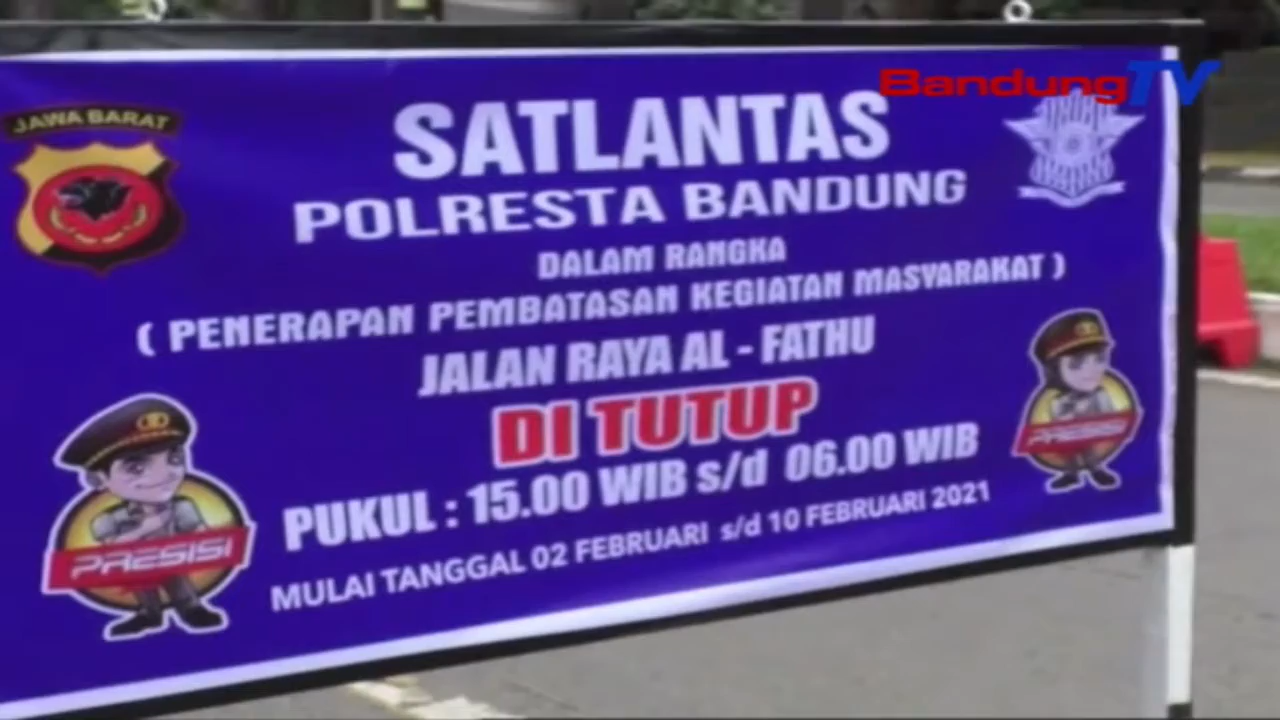 BandungTV
JAWA BARAT
SATLANTAS
POLRESTA BANDUNG
DALAM RANGKA
( PENERAPAN PEMBATASAN KEGIATAN MASYARAKAT )
JALAN RAYA AL - FATHU
DI TUTUP
PUKUL : 15.00 WIB s/d 06.00 WIB
MULAI TANGGAL 02 FEBRUARI s/d 10 FEBRUARI 2021
PRESISI
PRESISI